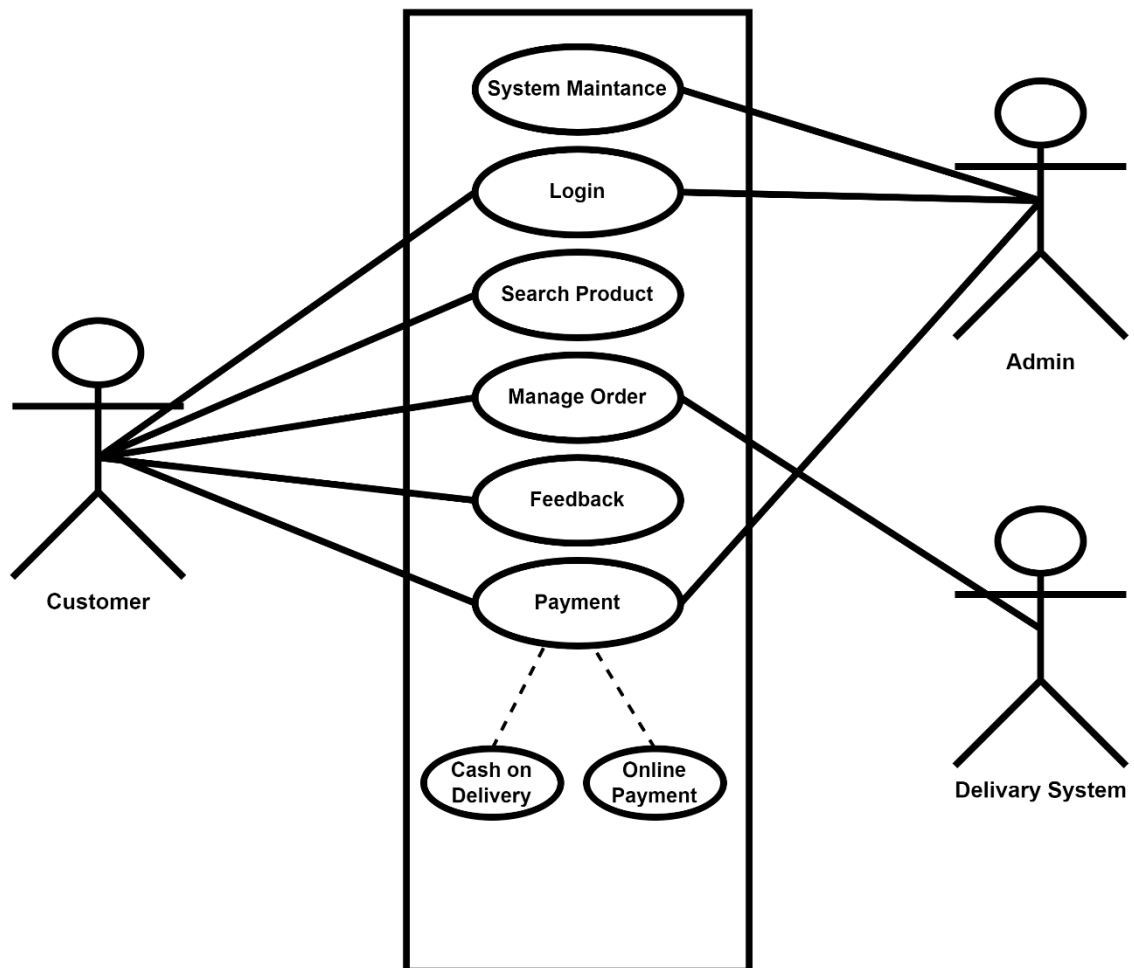 System Maintance
Login
Search Product
Manage Order
Feedback
Payment
Cash on
Delivery
Online
Payment
Customer
Admin
Delivary System